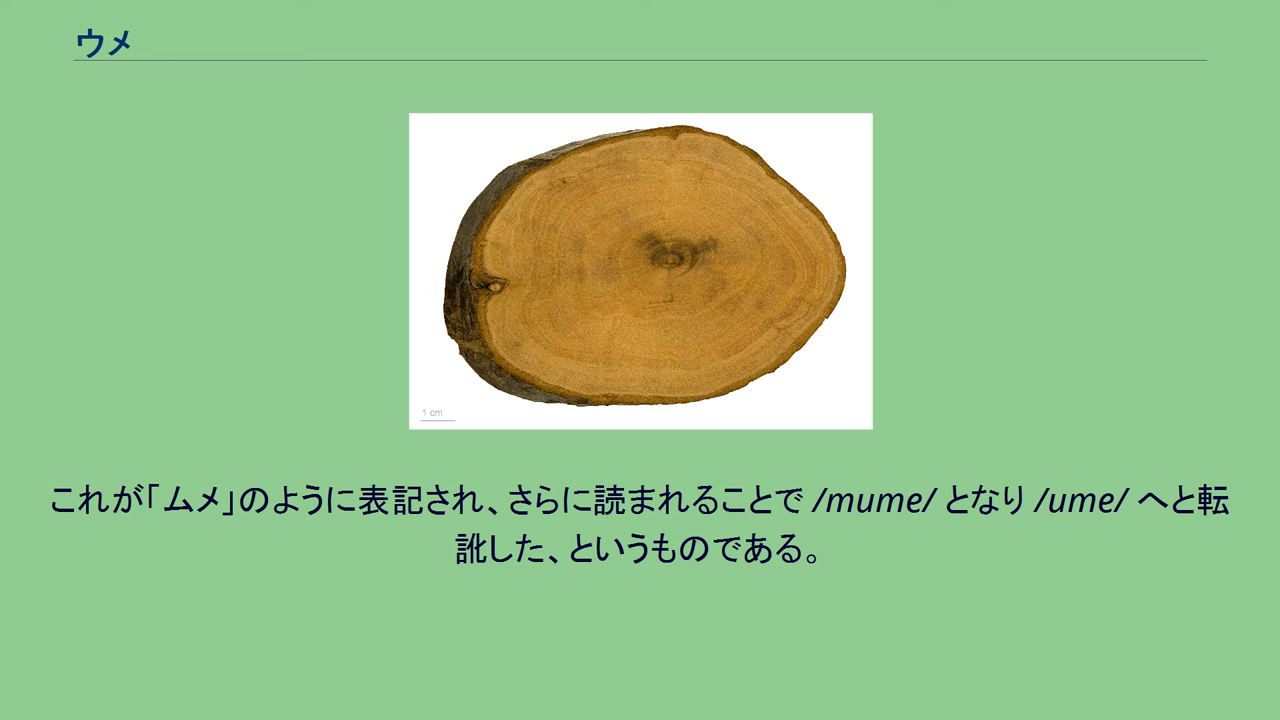 ウメ
1 cm
これが「ムメ」のように表記され、さらに読まれることで /mume/ となり /ume/ へと転
訛した、というものである。